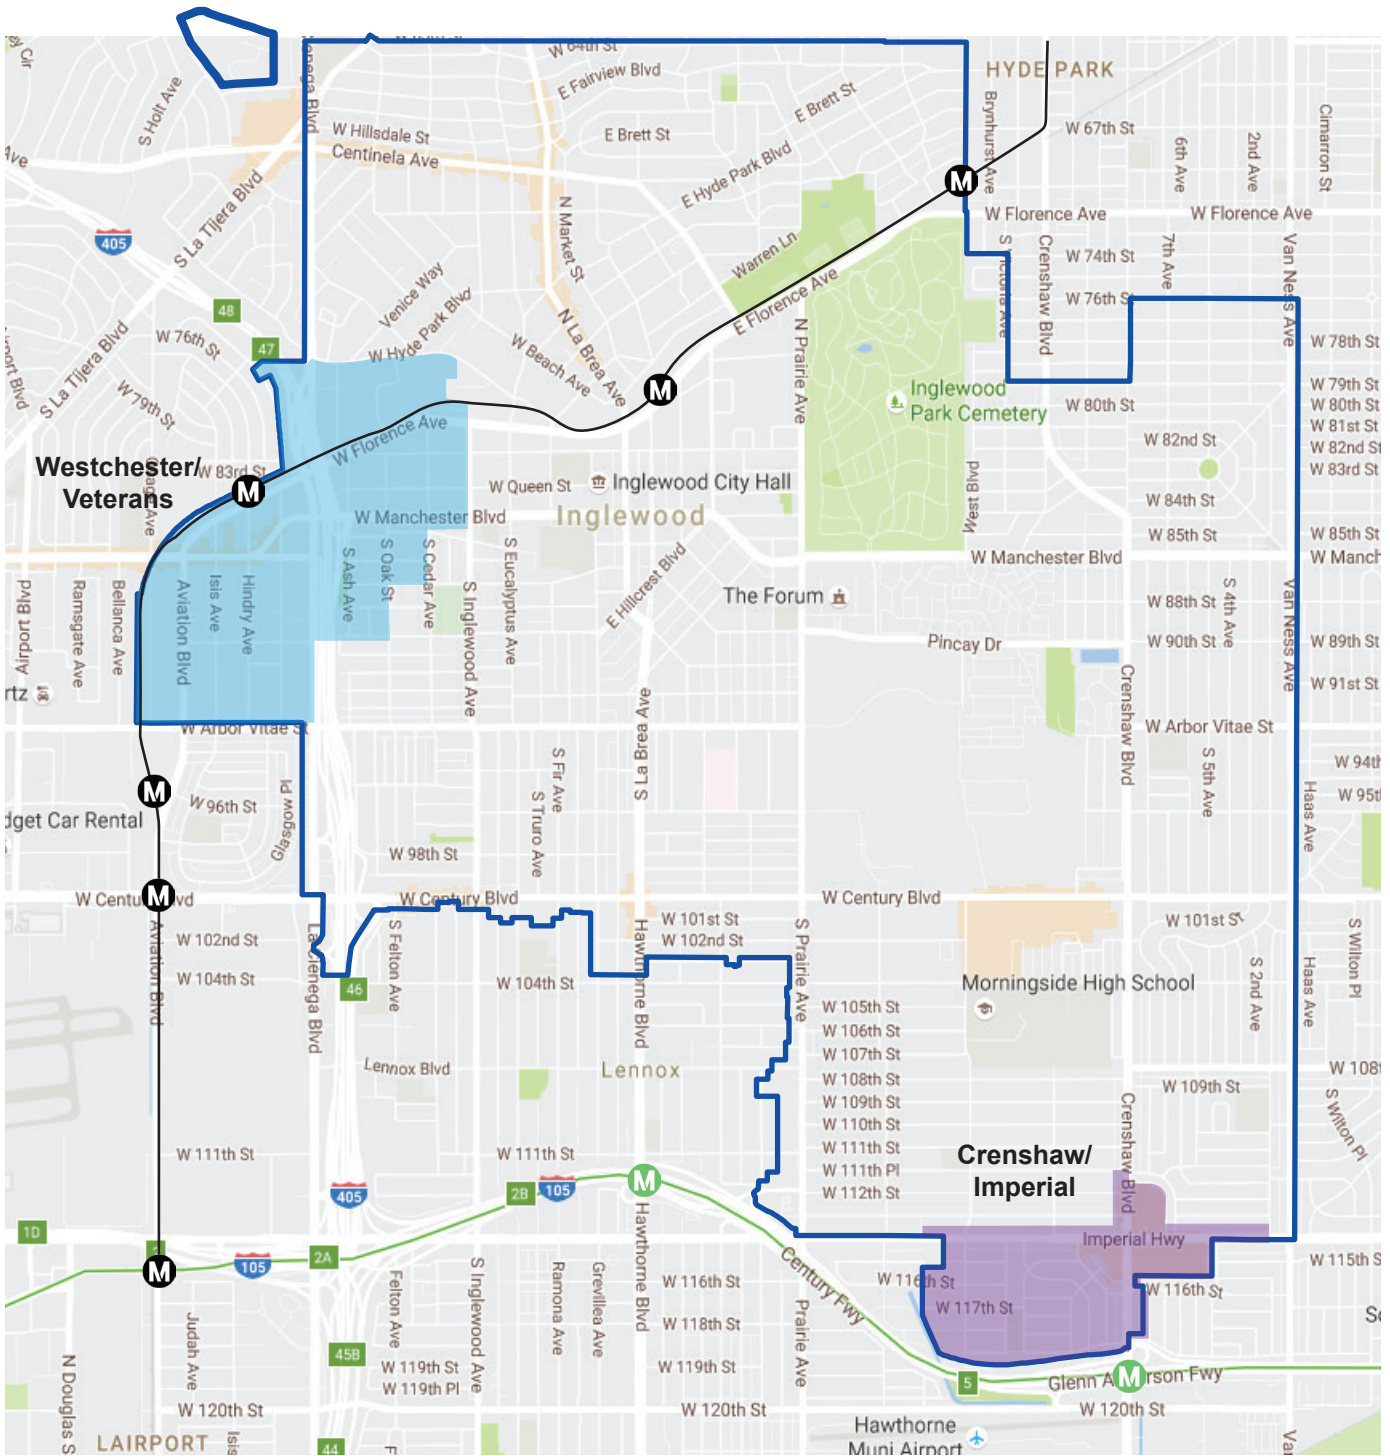 W 64th St
E Fairview Blvd
HYDE PARK
S Holt Ave
E Brett St
Brynhurst Ave
W 67th St
Cimarron St
W Hillsdale St
Centinela Ave
E Brett St
6th Ave
2nd Ave
Ave
S La Tijera Blvd
E Hyde Park Blvd
M
N Market St
W Florence Ave
W Florence Ave
405
Warren Ln
Crenshaw Blvd
7th Ave
Van Ness Ave
W 74th St
Venice Way
E Florence Ave
W 76th St
48
W Hyde Park Blvd
N La Brea Ave
N Prairie Ave
W 76th St
47
W Beach Ave
W 78th St
S La Tijera Blvd
W 79th St
M
Inglewood
Park Cemetery
W 79th St
W 80th St
W 80th St
W 81st St
W Florence Ave
W 82nd St
W 82nd St
Westchester/
Veterans
W 83rd St
W 83rd St
M
W Queen St
Inglewood City Hall
West Blvd
W 84th St
W Manchester Blvd
Inglewood
W 85th St
W 85th St
W Manchester Blvd
W Manch
Airport Blvd
Ramsgate Ave
Bellanca Ave
Aviation Blvd
Isis Ave
Hindry Ave
S Ash Ave
S Oak St
S Cedar Ave
S Inglewood Ave
S Eucalyptus Ave
E Hillcrest Blvd
The Forum
W 88th St
S 4th Ave
Van Ness Ave
Pincay Dr
W 90th St
W 89th St
rtz
S La Brea Ave
Crenshaw Blvd
W 91st St
W Arbor Vitae St
W Arbor Vitae St
S Fir Ave
S 5th Ave
W 94th
M
W 96th St
Glasgow Pl
S Truro Ave
Haas Ave
W 95t
dget Car Rental
W 98th St
M
W Century Blvd
W Century Blvd
Aviation Blvd
La Cienega Blvd
S Felton Ave
Hawthorne Blvd
W 101st St
S Prairie Ave
W 101st St
S Wilton Pl
W 102nd St
W 102nd St
W 104th St
46
W 104th St
Morningside High School
S 2nd Ave
Haas Ave
W 105th St
W 106th St
W 107th St
Lennox Blvd
Lennox
W 108th St
W 109th St
W 108t
W 109th St
Crenshaw Blvd
S Wilton Pl
W 110th St
W 111th St
W 111th St
W 111th St
Crenshaw/
Imperial
W 111th Pl
405
2B
105
M
W 112th St
1D
Hawthorne Blvd
2A
105
Imperial Hwy
M
Century Fwy
W 115th S
Felton Ave
S Inglewood Ave
Ramona Ave
Grevillea Ave
W 116th St
W 116th St
W 116th St
W 117th St
Judah Ave
W 118th St
Prairie Ave
45B
N Douglas S
W 119th St
W 119th St
W 119th Pl
5
M
W 120th St
W 120th St
W 120th St
LAIRPORT
44
Hawthorne
Muni Airport